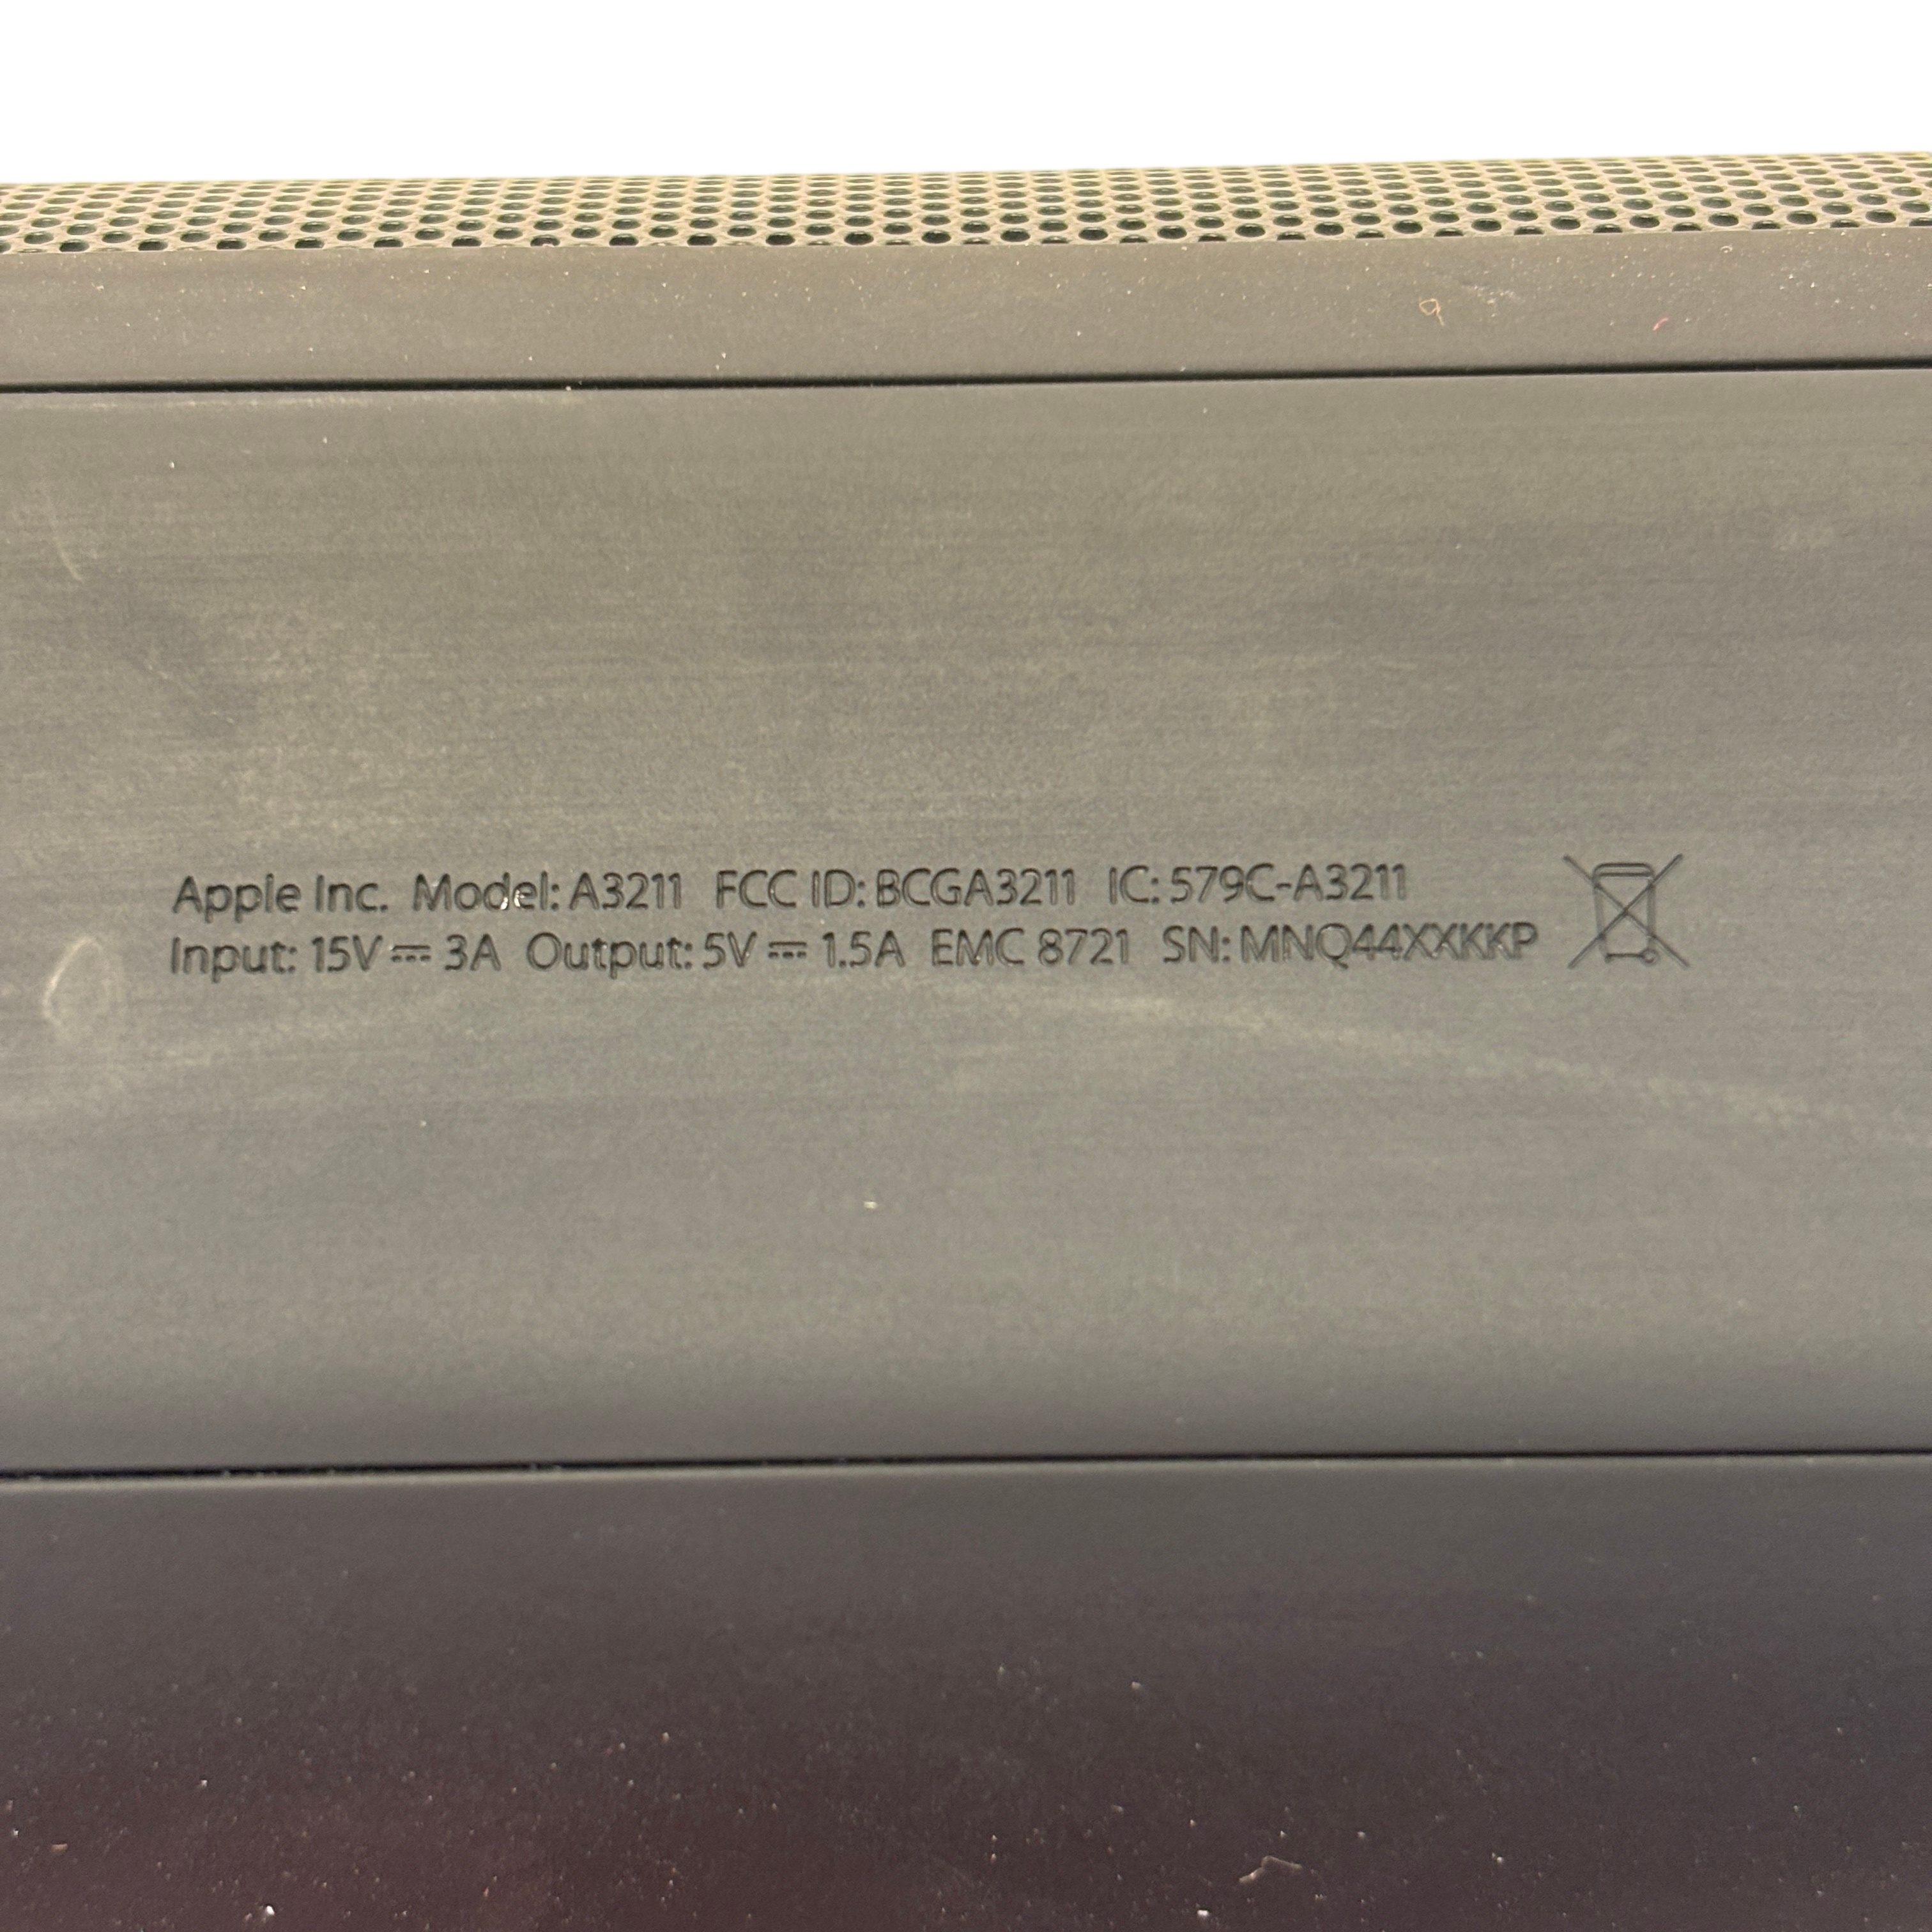 Apple Inc. Model: A3211 FCC ID: BCGA3211 IC: 579C-A3211
Input: 15V ⎓ 3A Output: 5V ⎓ 1.5A EMC 8721 SN: MNQ44XXKKP